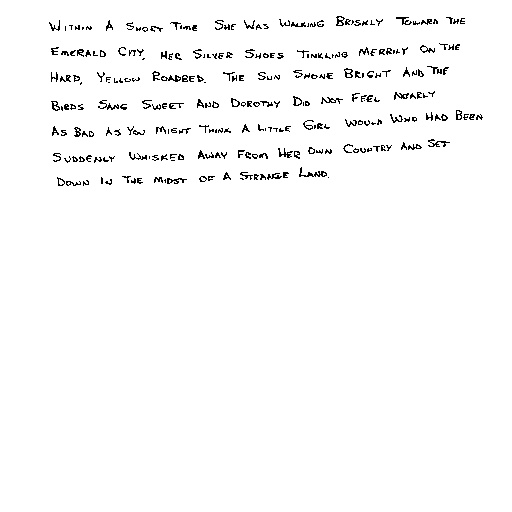 Within A Short Time She Was Walking Briskly Toward The
Emerald City, Her Silver Shoes Tinkling Merrily On The
Hard, Yellow Roadbed. The Sun Shone Bright And The
Birds Sang Sweet And Dorothy Did Not Feel Nearly
As Bad As You Might Think A Little Girl Would Who Had Been
Suddenly Whisked Away From Her Own Country And Set
Down In The Midst Of A Strange Land.